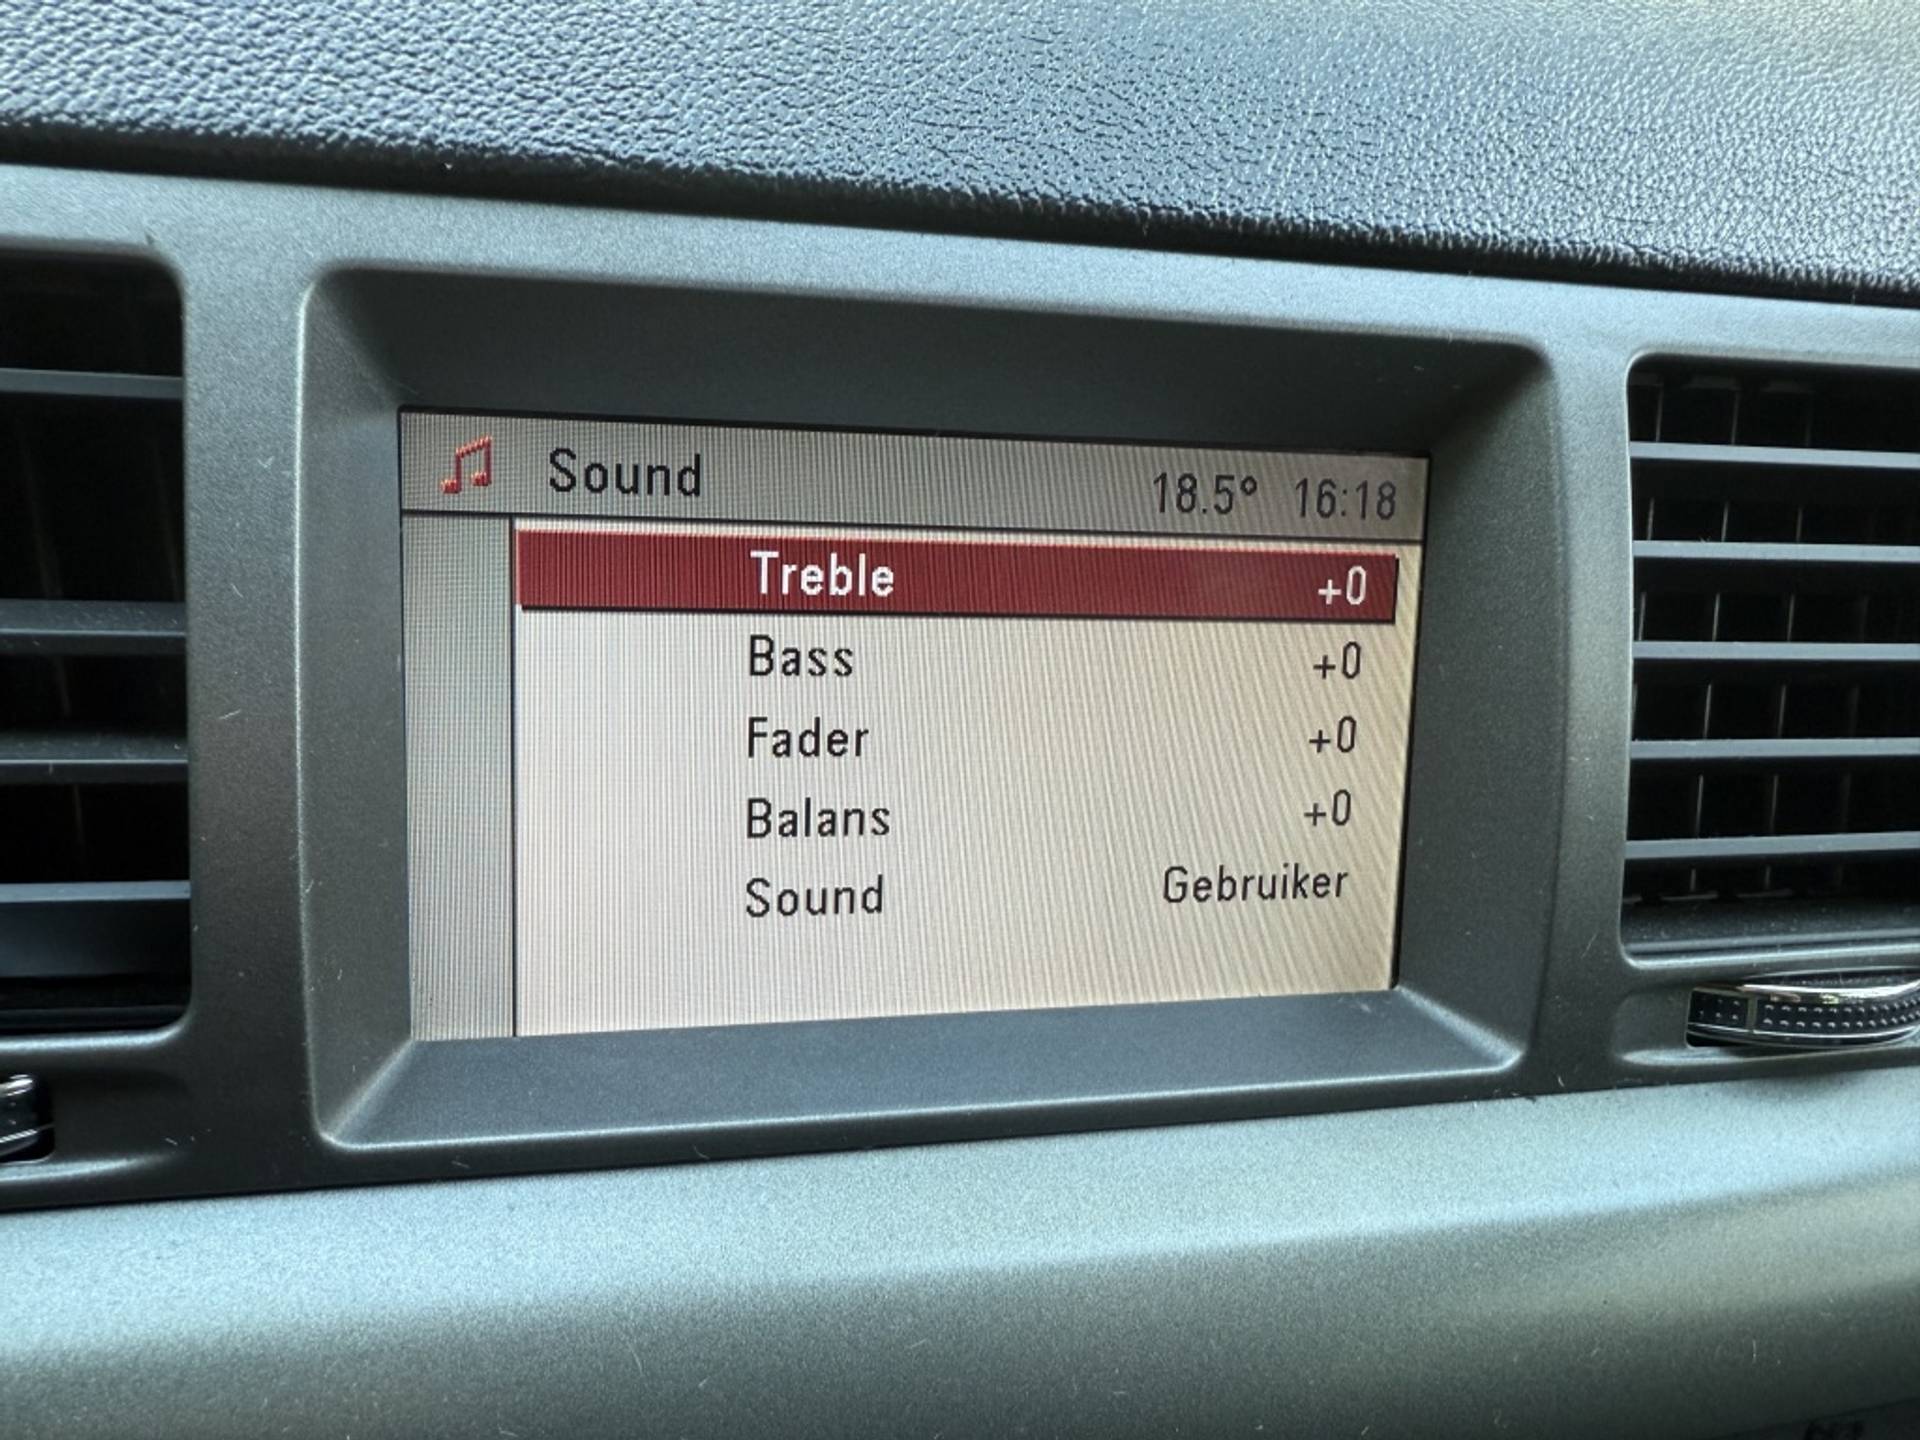 Sound 18.5° 16:18
Treble +0
Bass +0
Fader +0
Balans +0
Sound Gebruiker